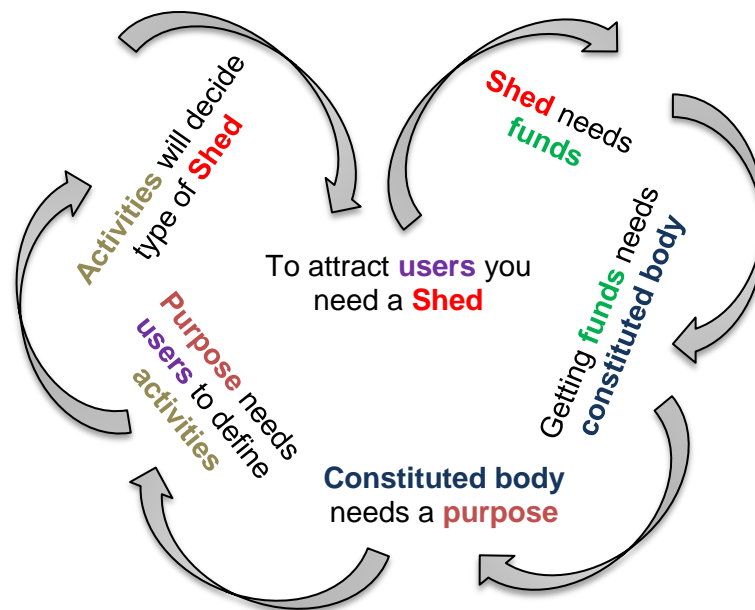 To attract users you
need a Shed
Shed needs
funds
Getting funds needs
constituted body
Constituted body
needs a purpose
Purpose needs
users to define
activities
Activities will decide
type of Shed